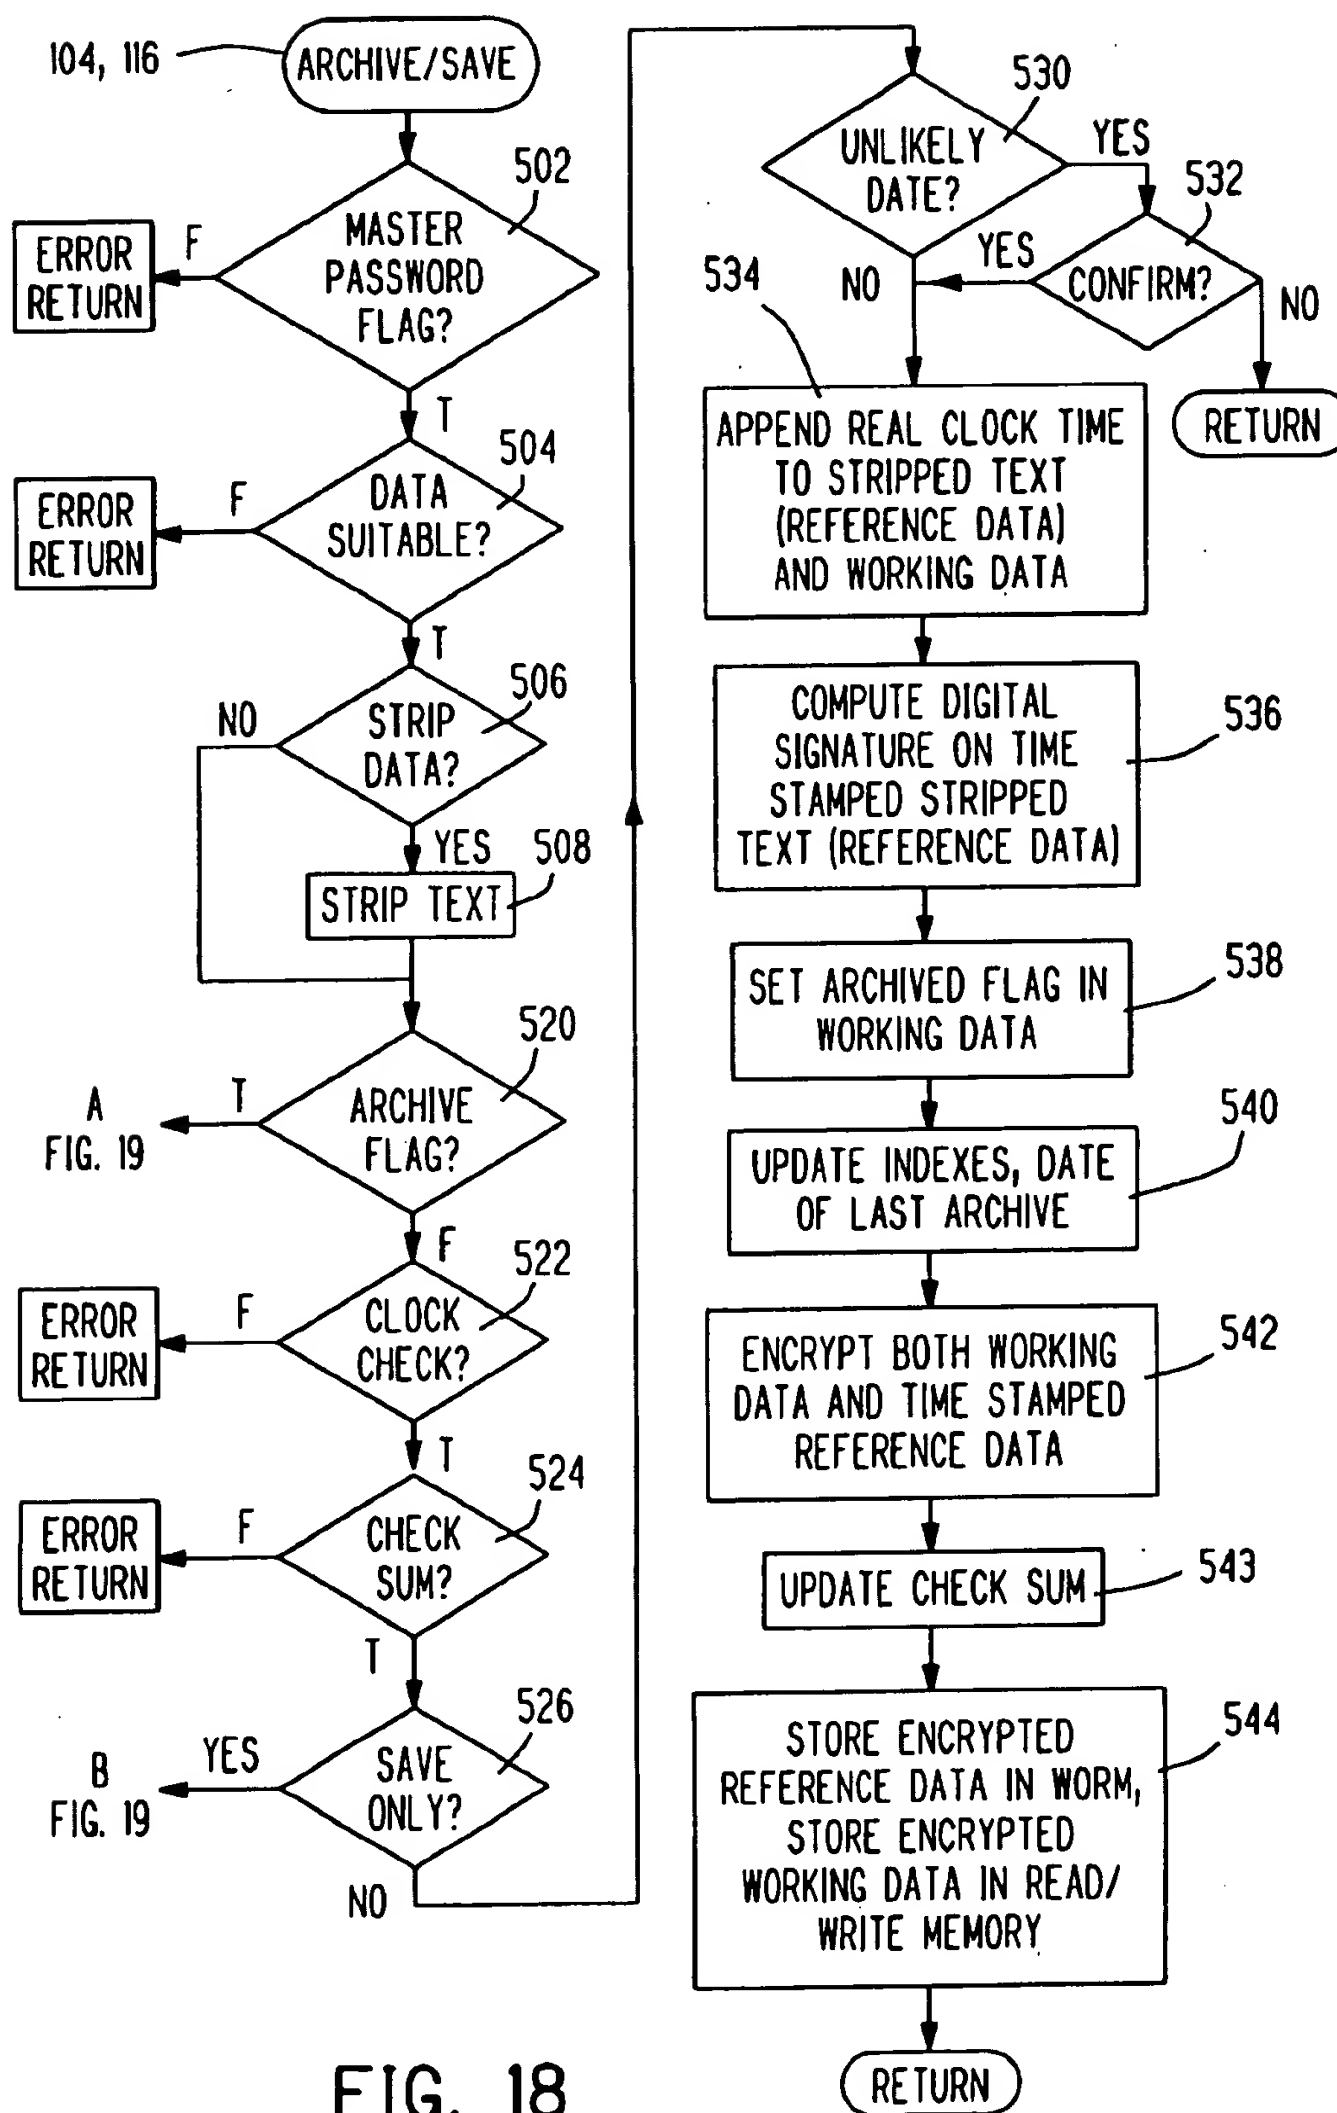 104, 116
ARCHIVE/SAVE
502
MASTER
PASSWORD
FLAG?
F
ERROR
RETURN
T
504
DATA
SUITABLE?
F
ERROR
RETURN
T
506
STRIP
DATA?
NO
YES
508
STRIP TEXT
520
ARCHIVE
FLAG?
T
A
FIG. 19
F
522
CLOCK
CHECK?
F
ERROR
RETURN
T
524
CHECK
SUM?
F
ERROR
RETURN
T
526
SAVE
ONLY?
YES
B
FIG. 19
NO
530
UNLIKELY
DATE?
YES
532
CONFIRM?
YES
NO
NO
RETURN
534
APPEND REAL CLOCK TIME
TO STRIPPED TEXT
(REFERENCE DATA)
AND WORKING DATA
536
COMPUTE DIGITAL
SIGNATURE ON TIME
STAMPED STRIPPED
TEXT (REFERENCE DATA)
538
SET ARCHIVED FLAG IN
WORKING DATA
540
UPDATE INDEXES, DATE
OF LAST ARCHIVE
542
ENCRYPT BOTH WORKING
DATA AND TIME STAMPED
REFERENCE DATA
543
UPDATE CHECK SUM
544
STORE ENCRYPTED
REFERENCE DATA IN WORM,
STORE ENCRYPTED
WORKING DATA IN READ/
WRITE MEMORY
RETURN
FIG. 18